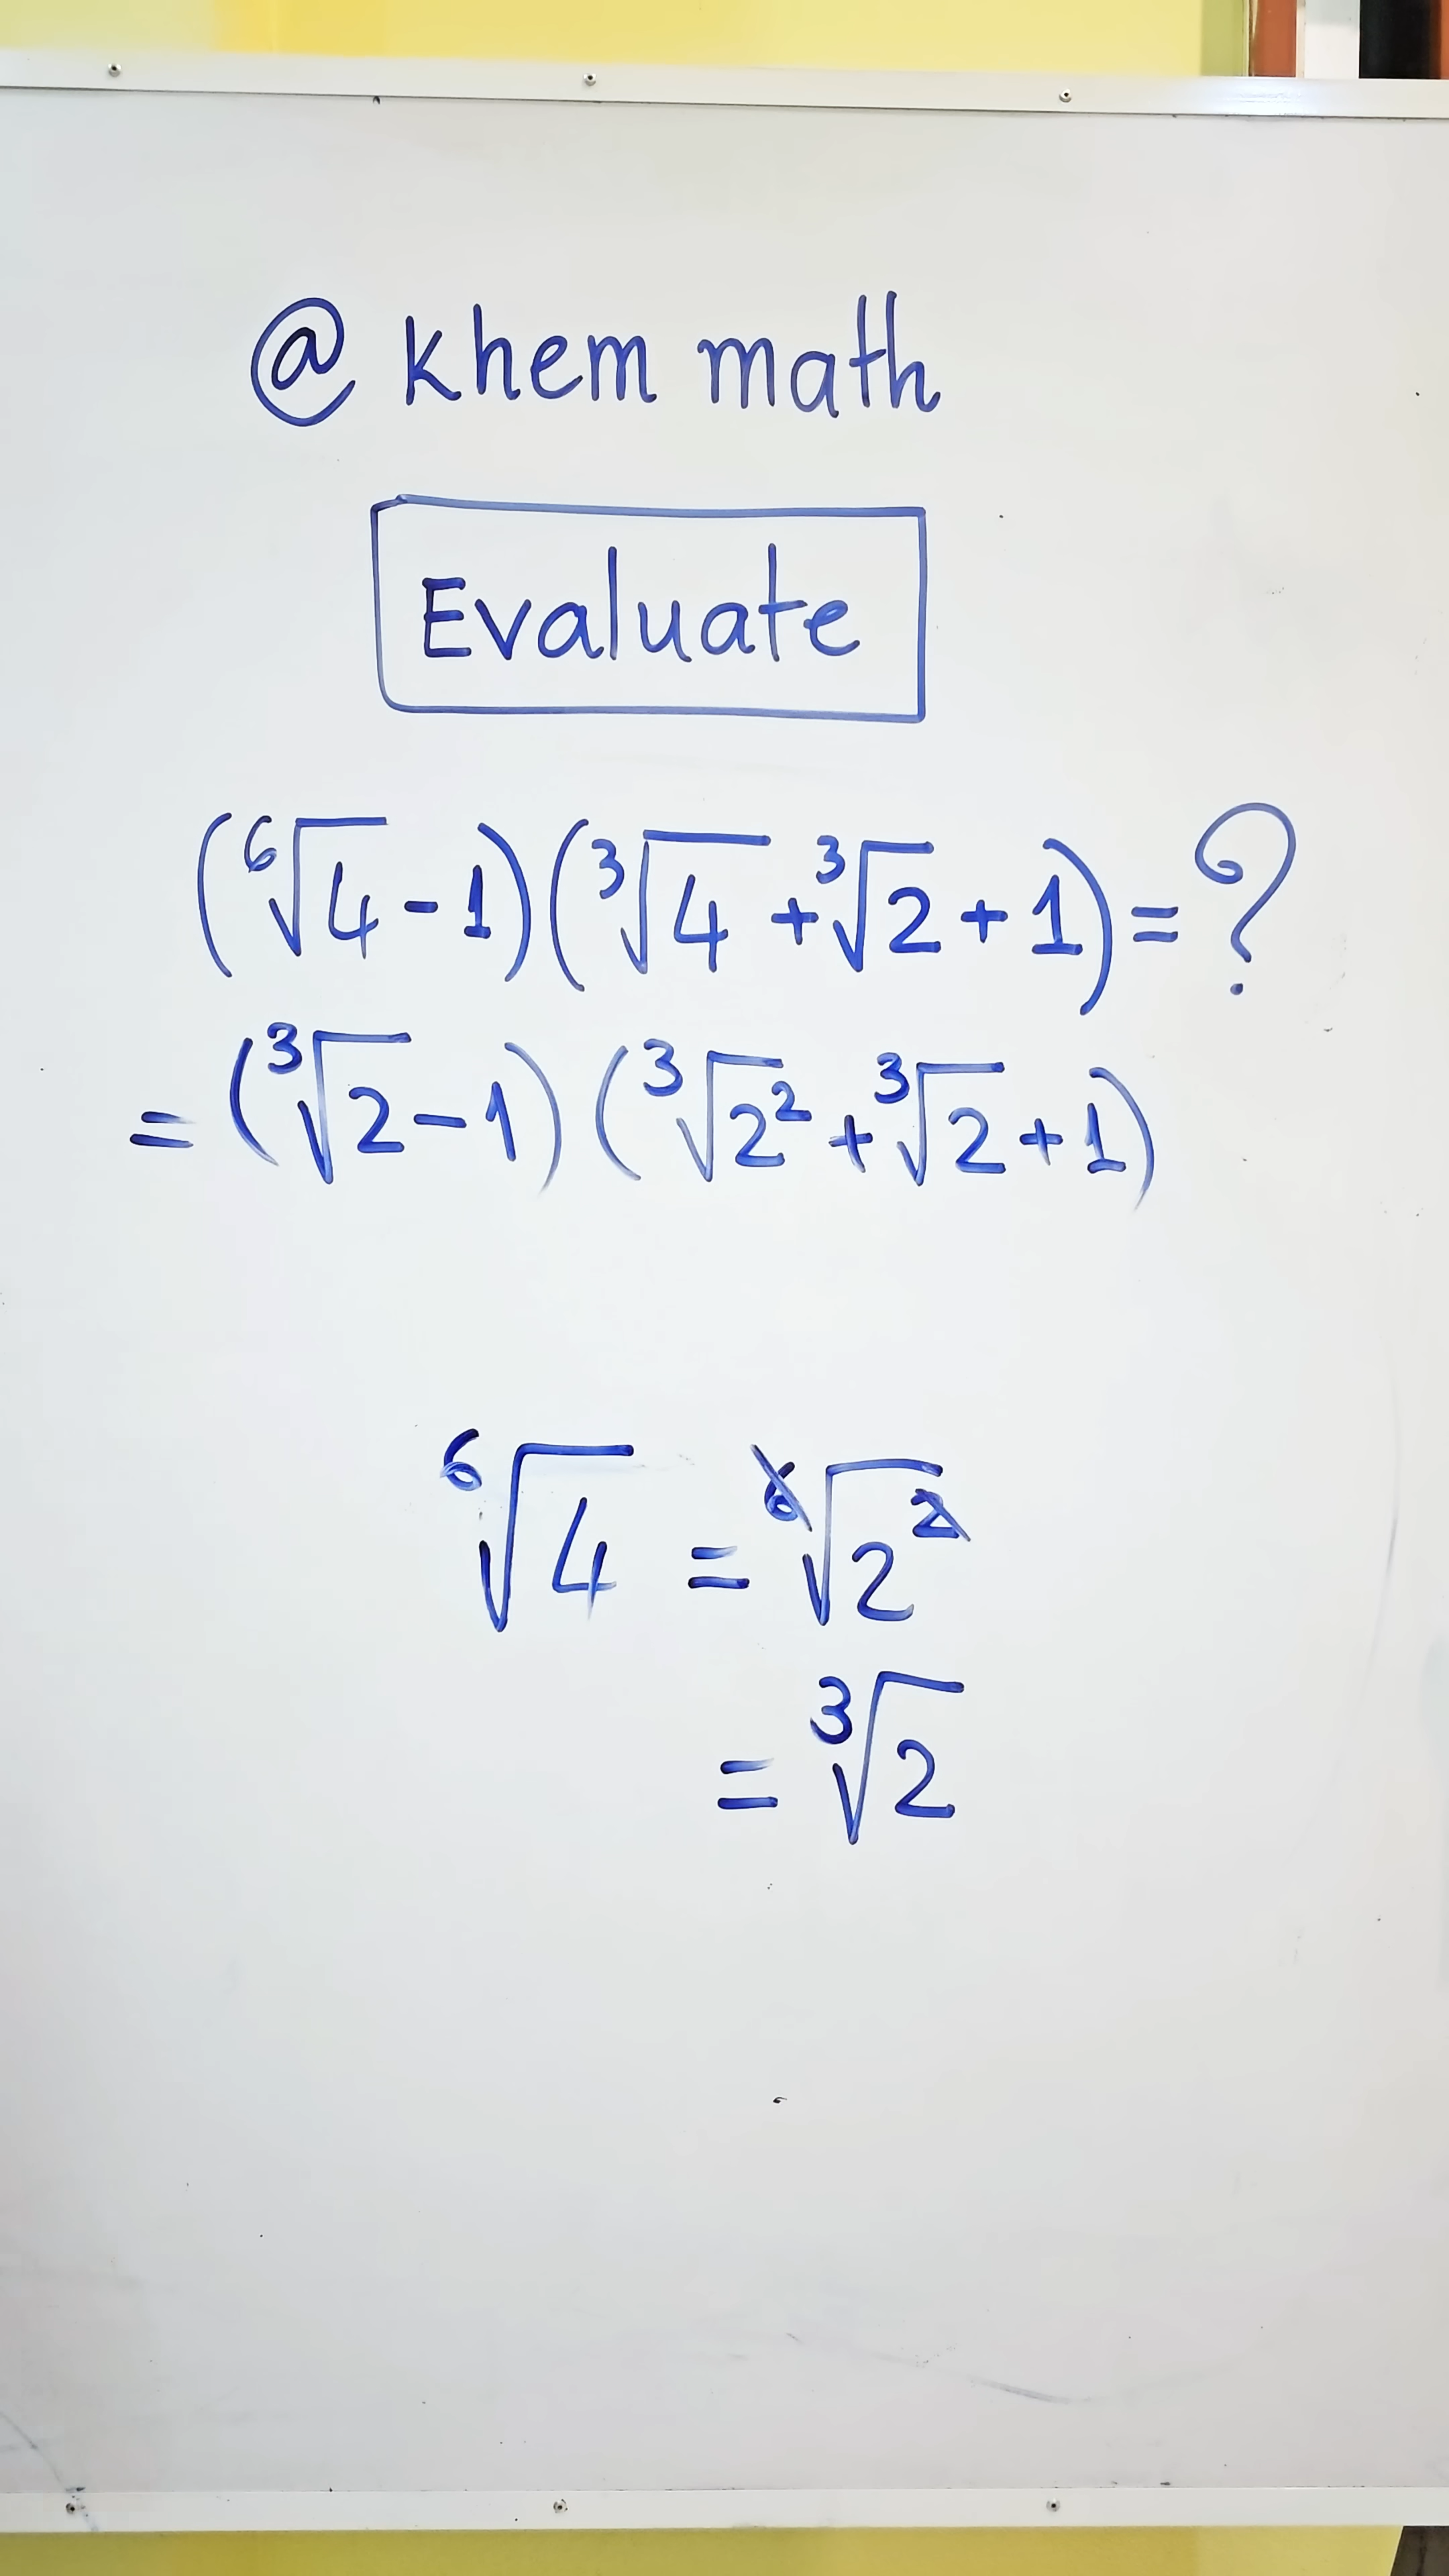 @ khem math
Evaluate
(⁶√4 - 1)(³√4 + ³√2 + 1) = ?
= (³√2 - 1)(³√2² + ³√2 + 1)
⁶√4 = ⁶√2²
= ³√2